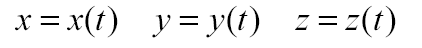 x = x(t) y = y(t) z = z(t)